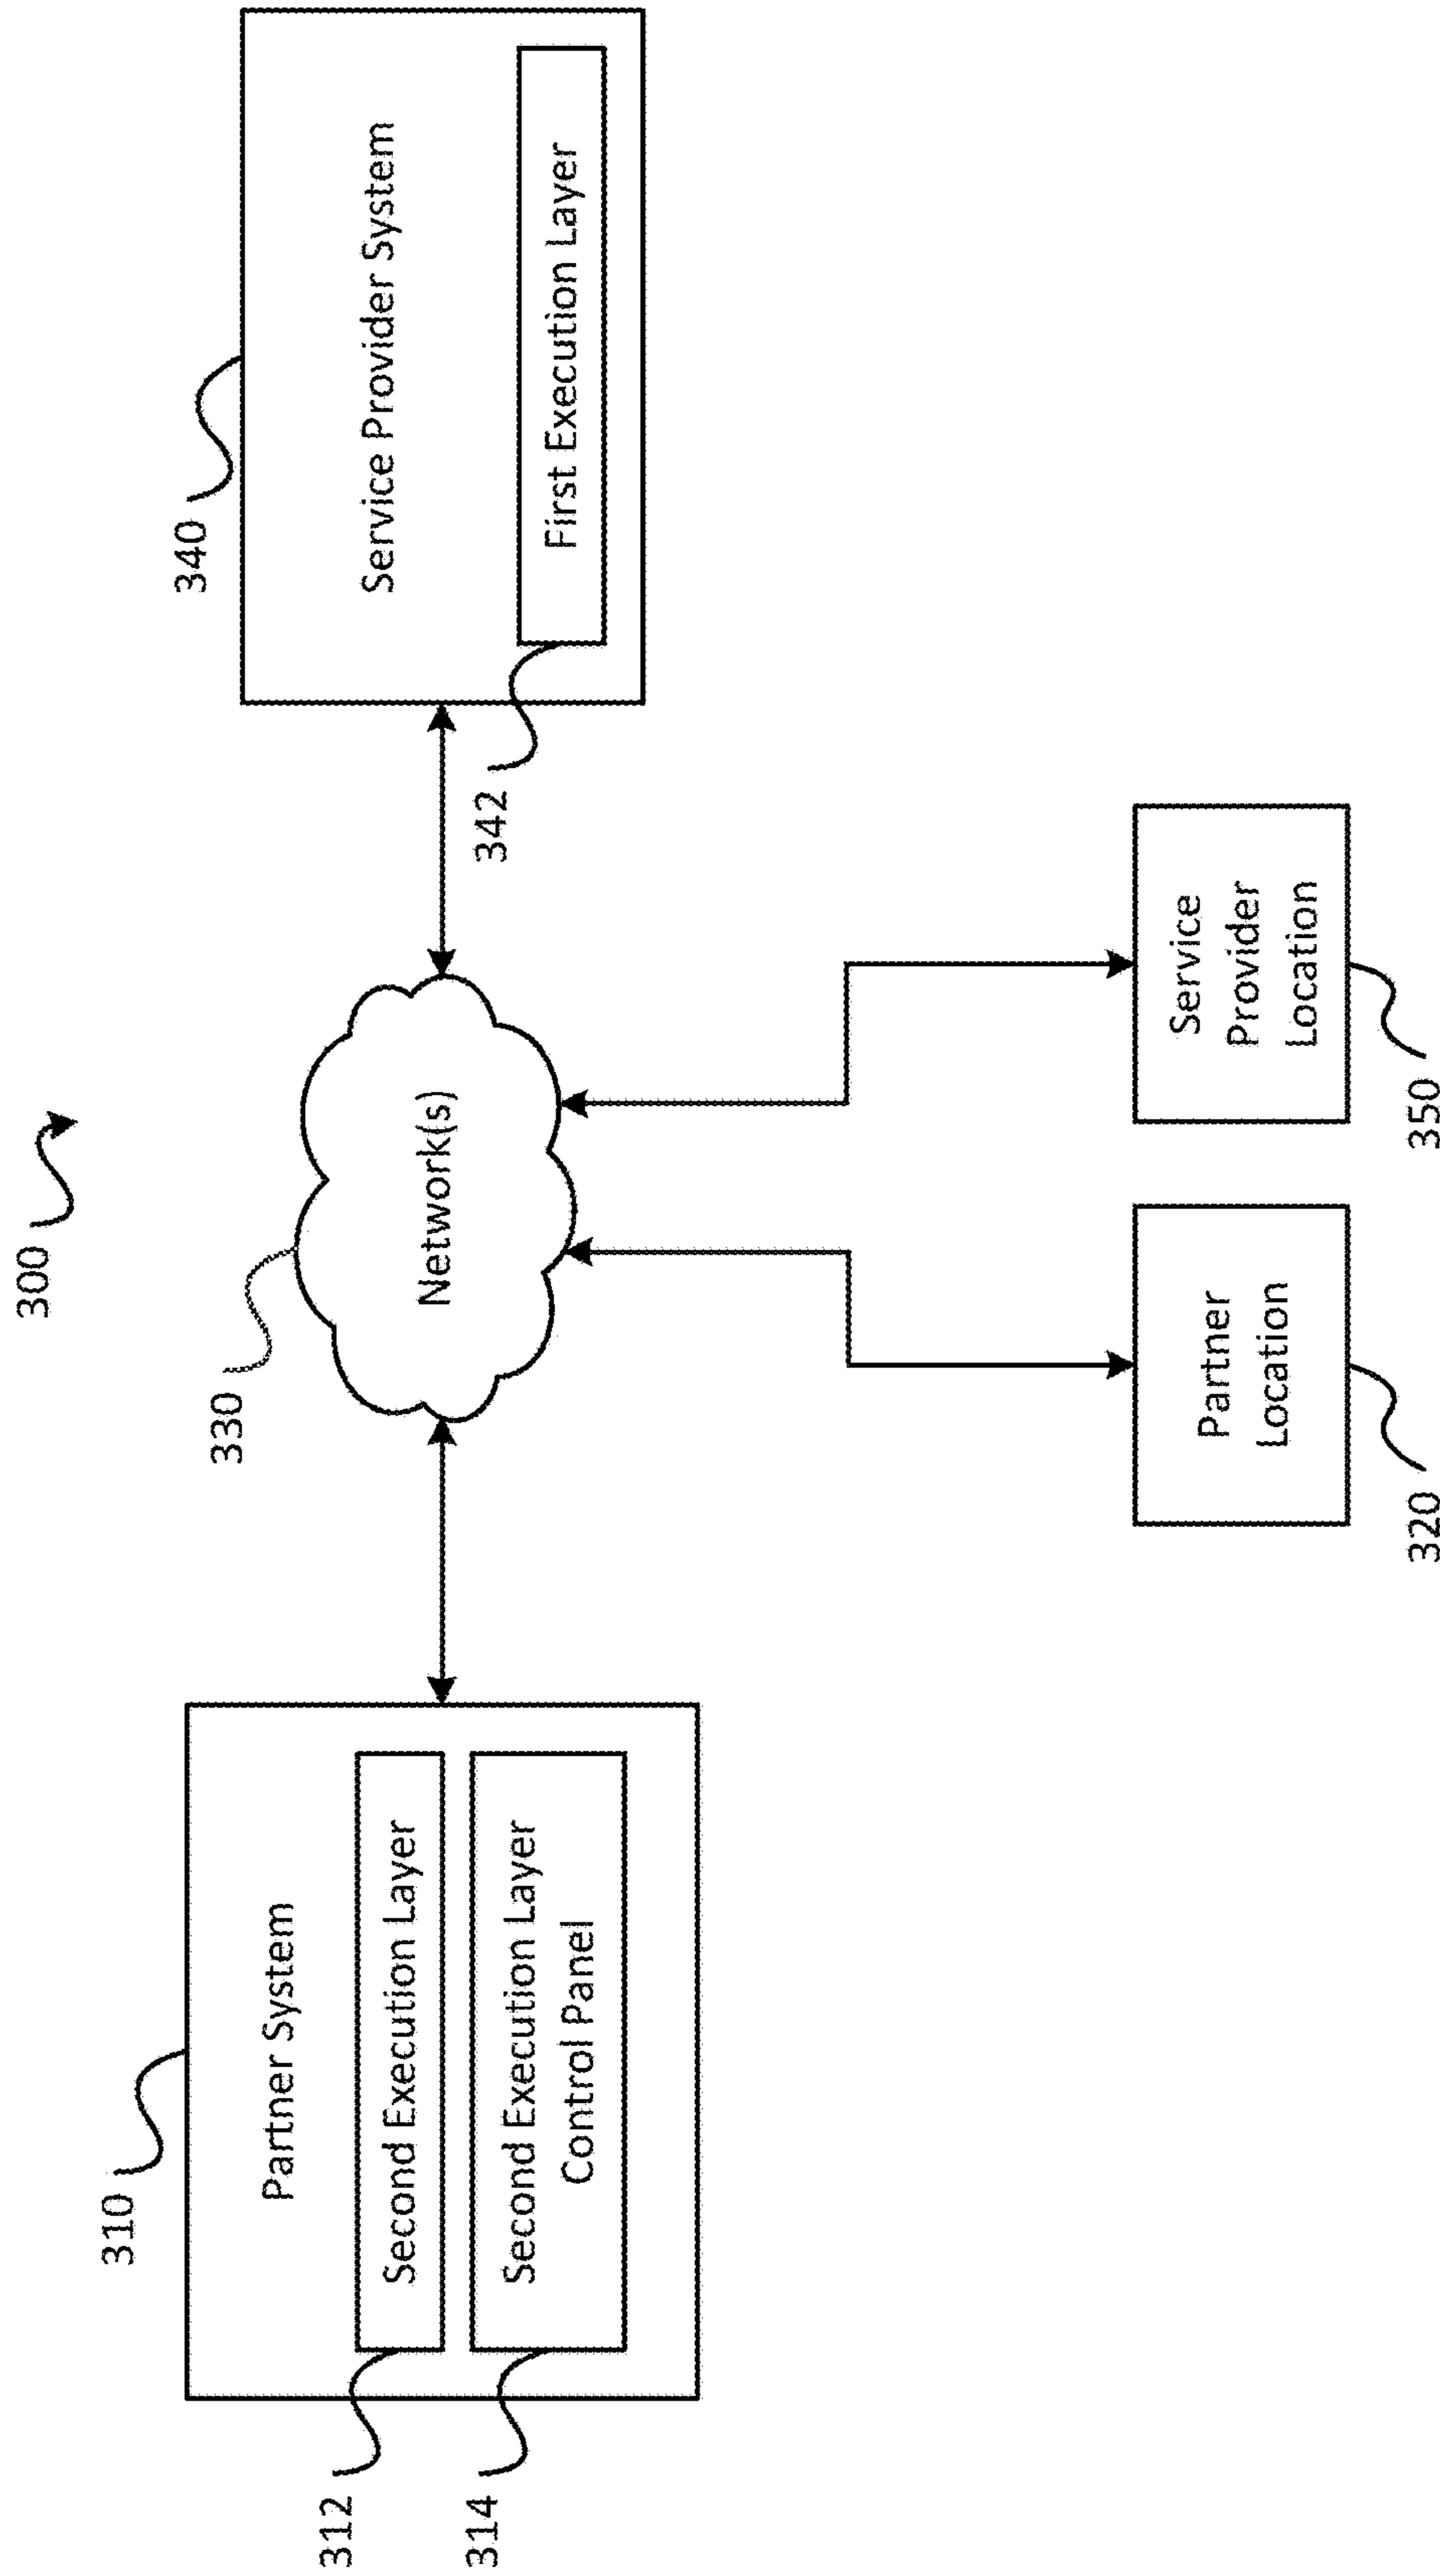 300
310
Partner System
312
Second Execution Layer
314
Second Execution Layer
Control Panel
330
Network(s)
340
Service Provider System
342
First Execution Layer
Partner
Location
320
Service
Provider
Location
350